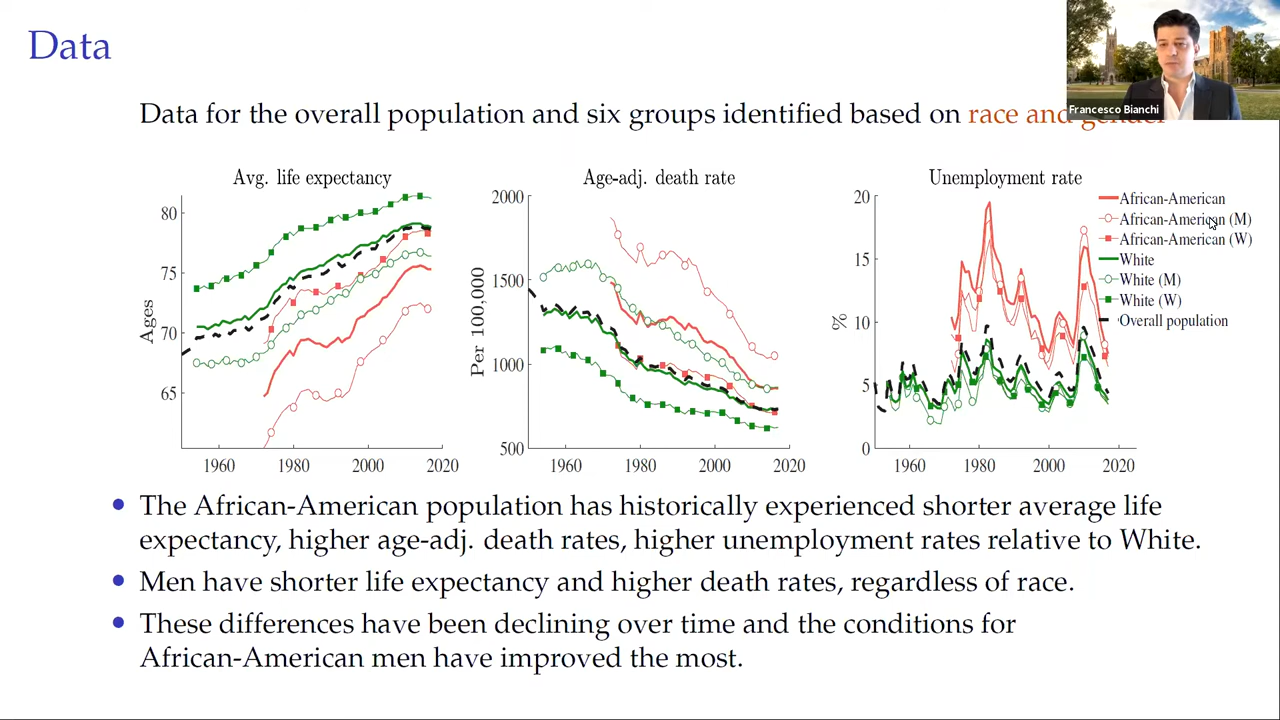 Data
Francesco Bianchi
Data for the overall population and six groups identified based on race and gender
Avg. life expectancy
Age-adj. death rate
Unemployment rate
Ages
80
75
70
65
1960
1980
2000
2020
Per 100,000
2000
1500
1000
500
1960
1980
2000
2020
%
20
15
10
5
0
1960
1980
2000
2020
African-American
African-American (M)
African-American (W)
White
White (M)
White (W)
Overall population
• The African-American population has historically experienced shorter average life
expectancy, higher age-adj. death rates, higher unemployment rates relative to White.
• Men have shorter life expectancy and higher death rates, regardless of race.
• These differences have been declining over time and the conditions for
African-American men have improved the most.